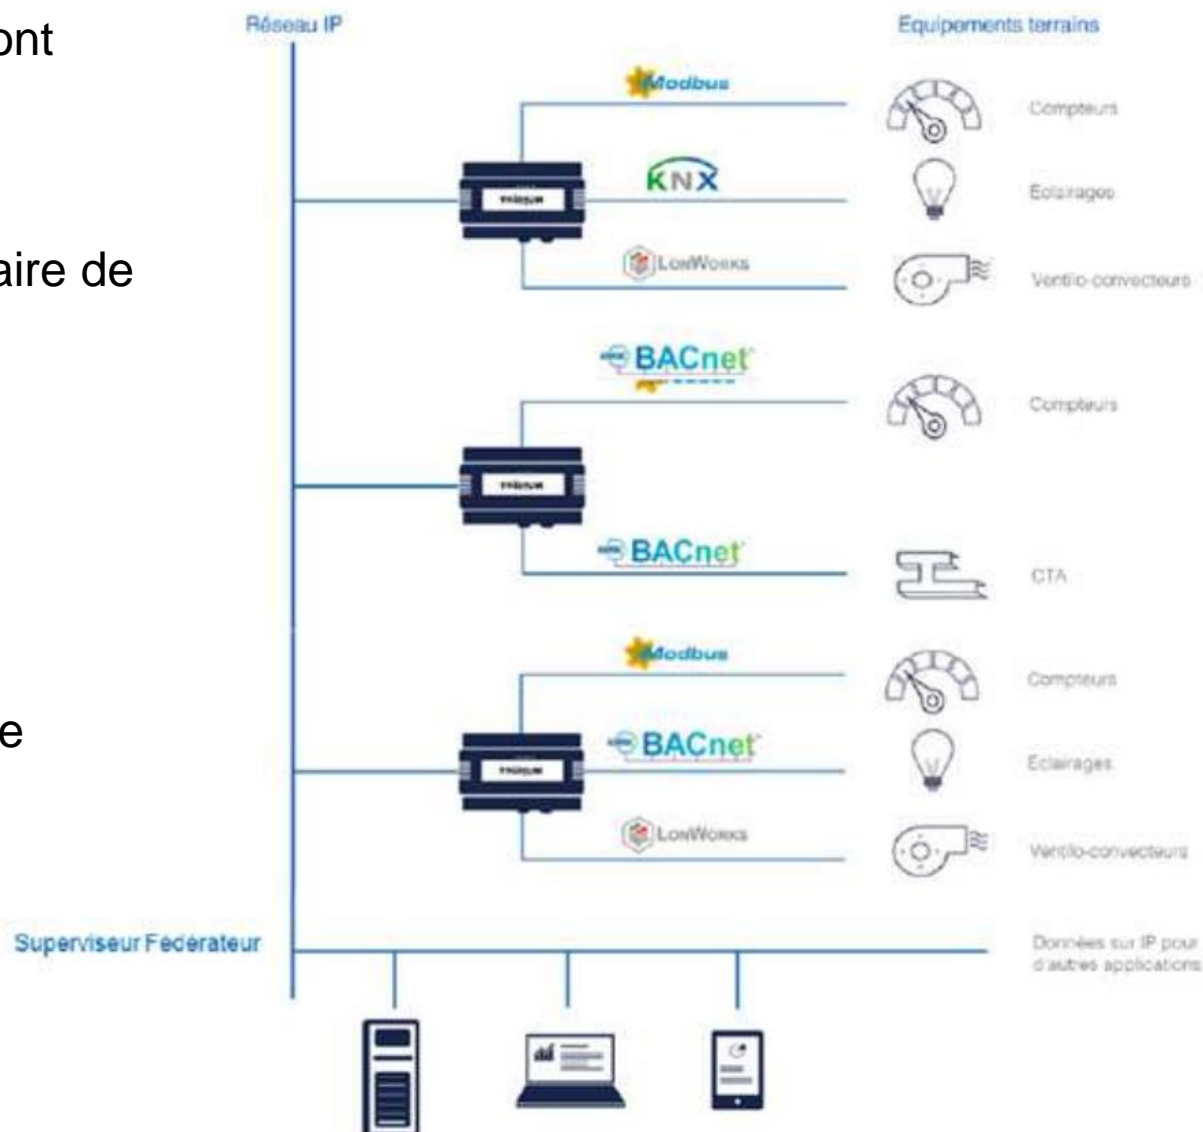 ont
aire de
e
Réseau IP
Equipements terrains
Modbus
Compteurs
KNX
Eclairages
LONWORKS
Ventilo-convecteurs
BACnet
Compteurs
BACnet
CTA
Modbus
Compteurs
BACnet
Eclairages
LONWORKS
Ventilo-convecteurs
Superviseur Fédérateur
Données sur IP pour
d'autres applications